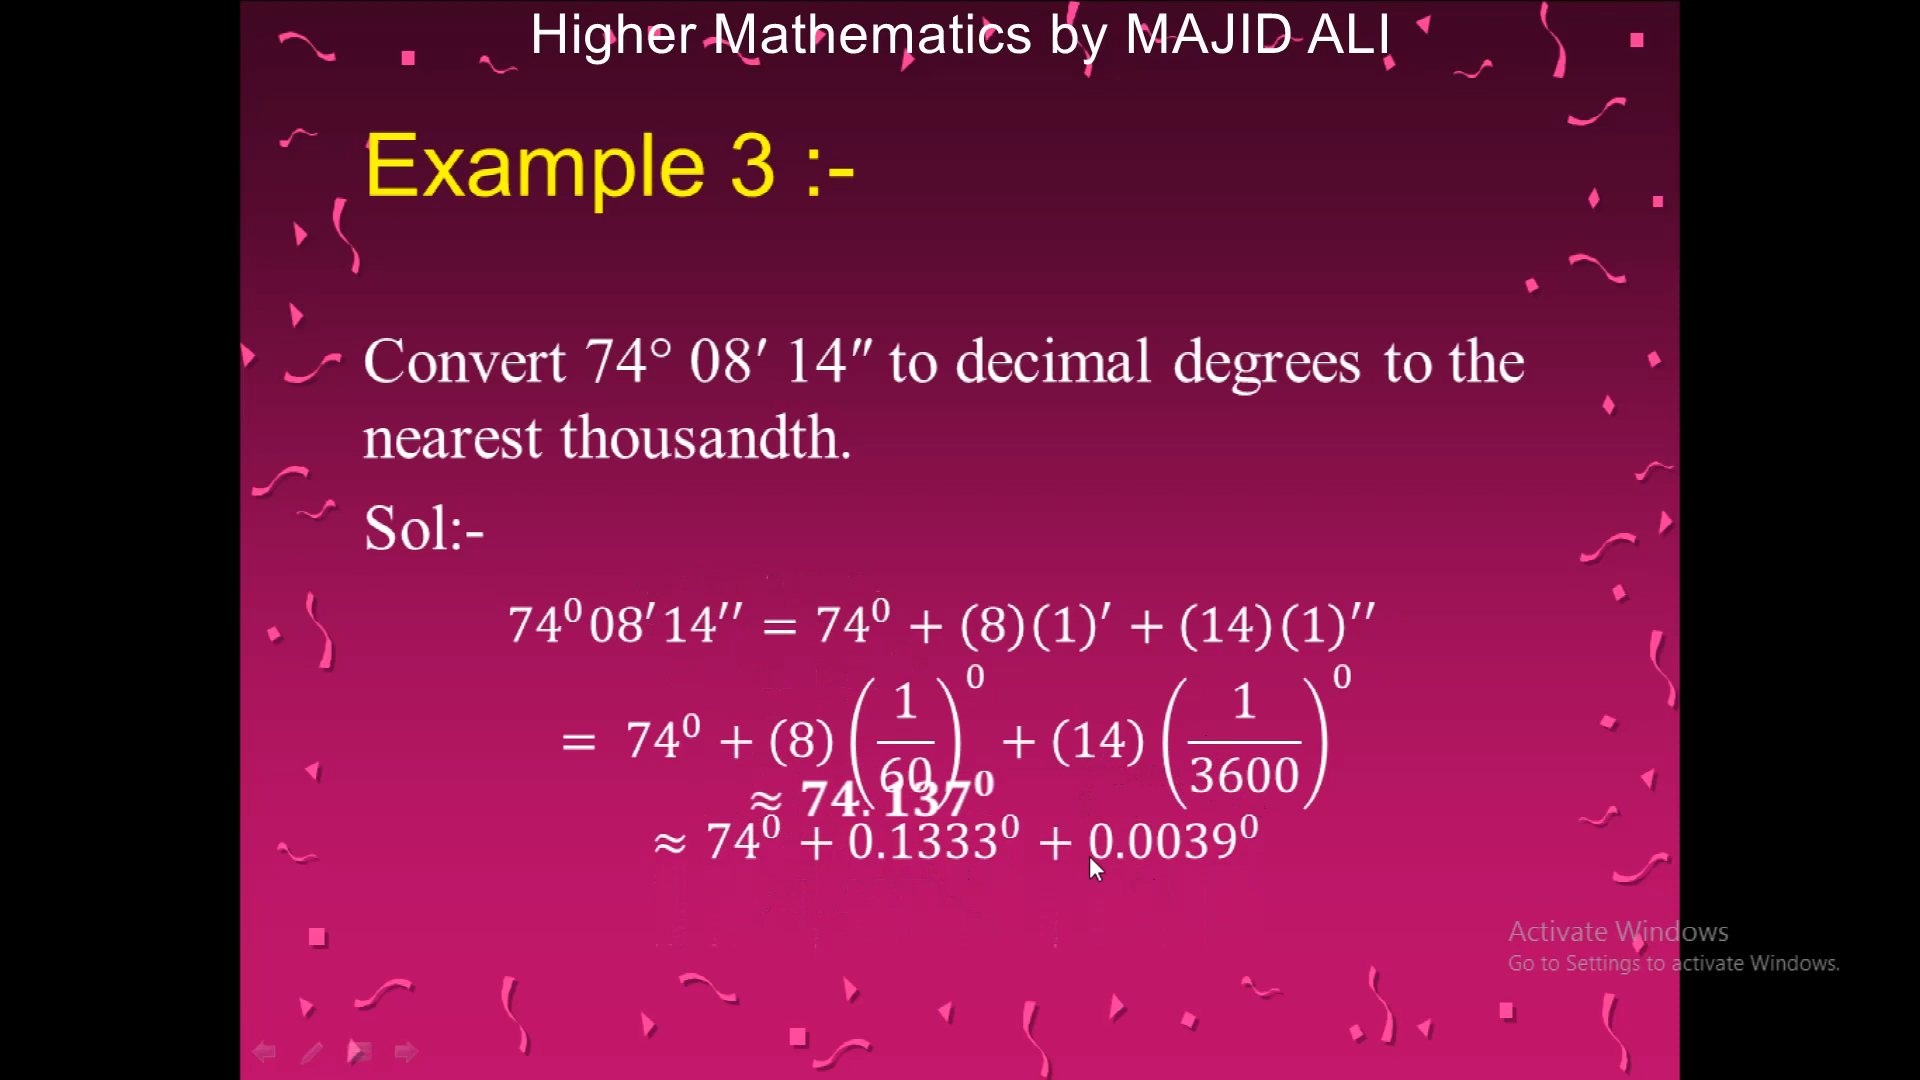 Higher Mathematics by MAJID ALI
Example 3 :-
Convert 74° 08′ 14″ to decimal degrees to the
nearest thousandth.
Sol:-
74⁰08′14′′ = 74⁰ + (8)(1)′ + (14)(1)′′
= 74⁰ + (8)(1/60)⁰ + (14)(1/3600)⁰
≈ 74.137⁰
≈ 74⁰ + 0.1333⁰ + 0.0039⁰
Activate Windows
Go to Settings to activate Windows.